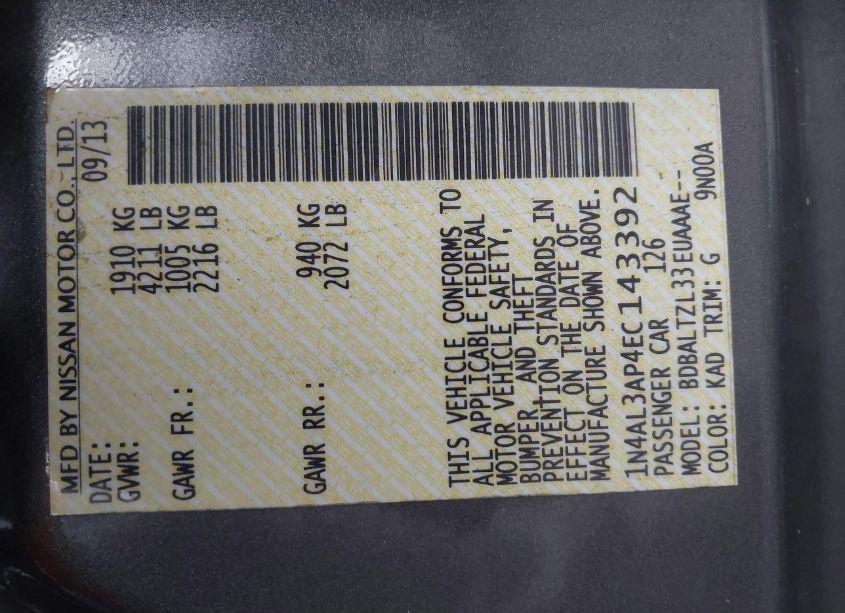 MFD BY NISSAN MOTOR CO., LTD.
DATE: 09/13
GVWR: 1910 KG
4211 LB
GAWR FR.: 1005 KG
2216 LB
GAWR RR.: 940 KG
2072 LB
THIS VEHICLE CONFORMS TO
ALL APPLICABLE FEDERAL
MOTOR VEHICLE SAFETY,
BUMPER, AND THEFT
PREVENTION STANDARDS IN
EFFECT ON THE DATE OF
MANUFACTURE SHOWN ABOVE.
1N4AL3AP4EC143392
PASSENGER CAR 126
MODEL: BDBALTZL33EUAAAE--
COLOR: KAD TRIM: G 9N00A